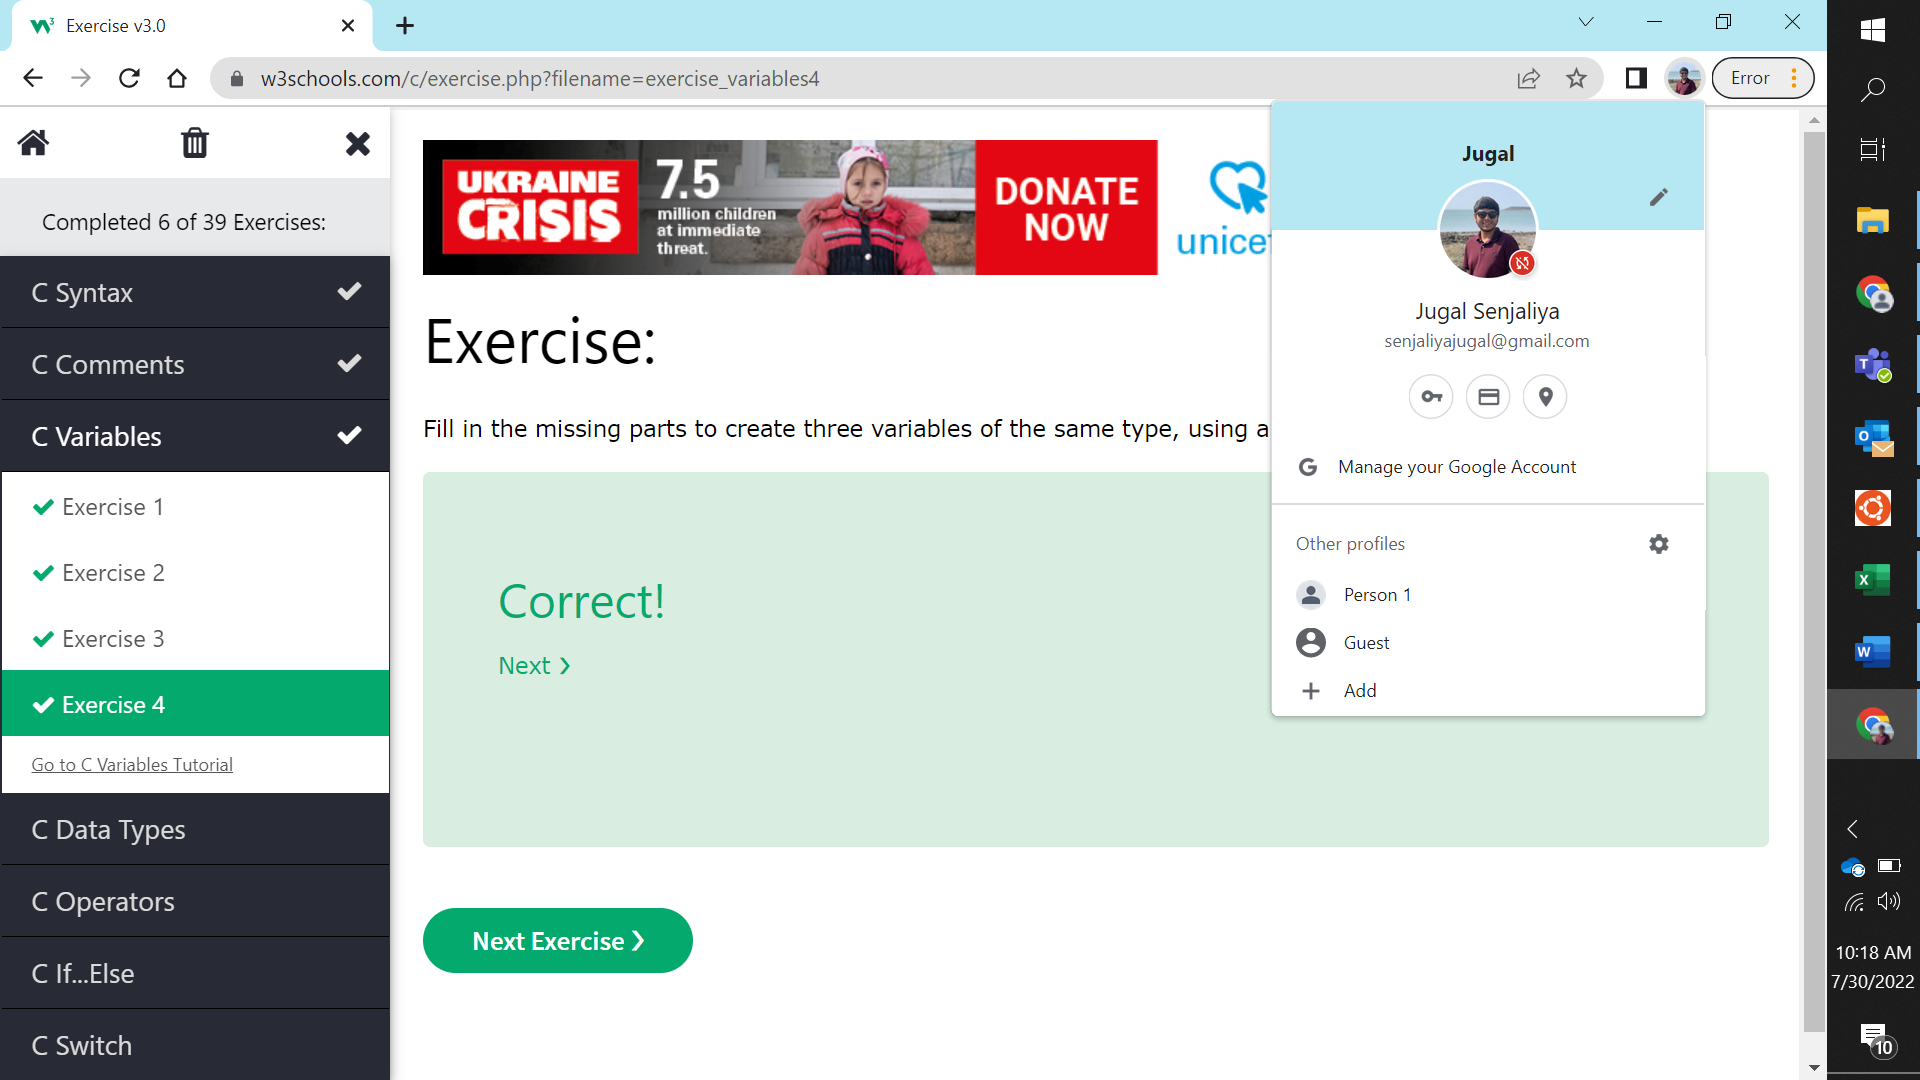 Exercise v3.0
w3schools.com/c/exercise.php?filename=exercise_variables4
Error
Completed 6 of 39 Exercises:
C Syntax
C Comments
C Variables
Exercise 1
Exercise 2
Exercise 3
Exercise 4
Go to C Variables Tutorial
C Data Types
C Operators
C If...Else
C Switch
UKRAINE
CRISIS
7.5
million children
at immediate
threat.
DONATE
NOW
unicef
Exercise:
Fill in the missing parts to create three variables of the same type, using a
Correct!
Next ❯
Next Exercise ❯
Jugal
Jugal Senjaliya
senjaliyajugal@gmail.com
G Manage your Google Account
Other profiles
Person 1
Guest
Add
10:18 AM
7/30/2022
10